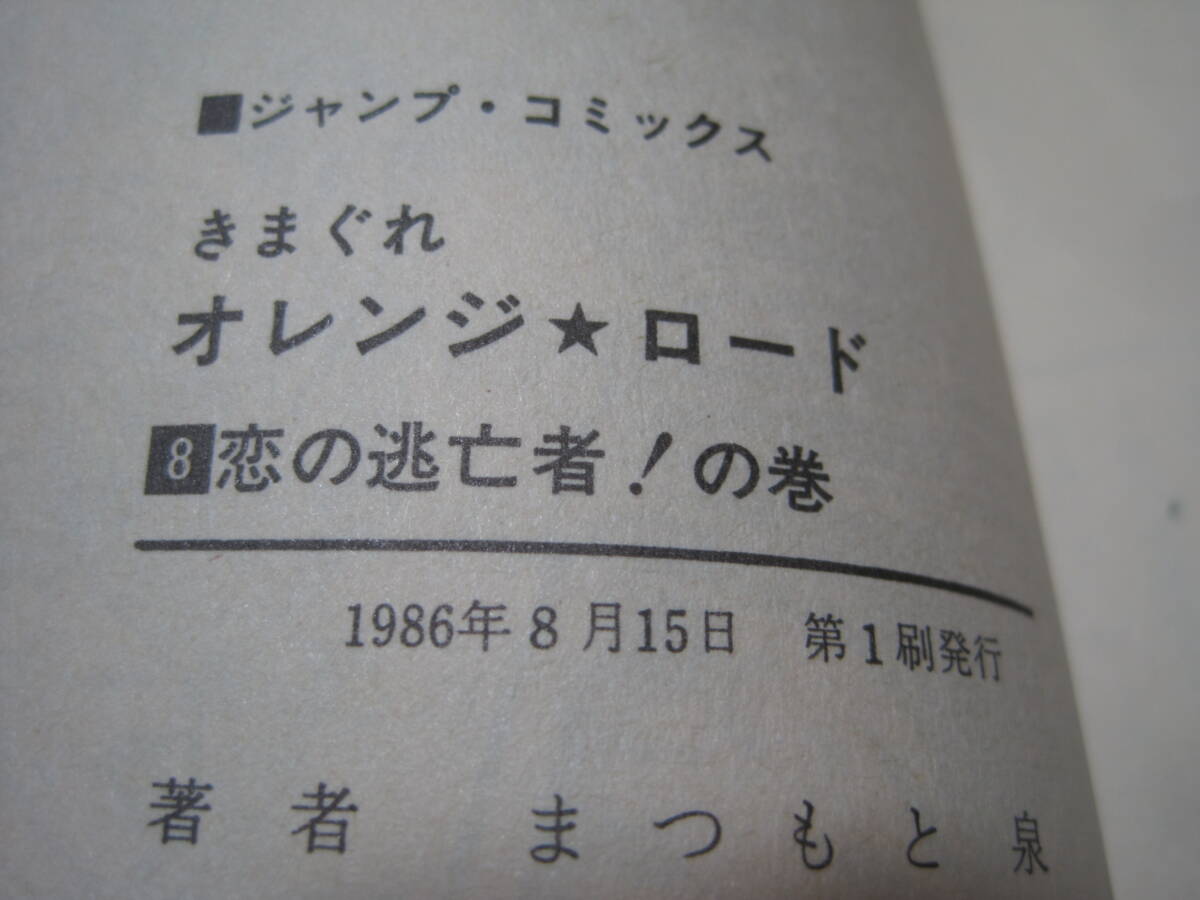 ■ジャンプ・コミックス
きまぐれ
オレンジ★ロード
8恋の逃亡者!の巻
1986年8月15日 第1刷発行
著者 まつもと泉